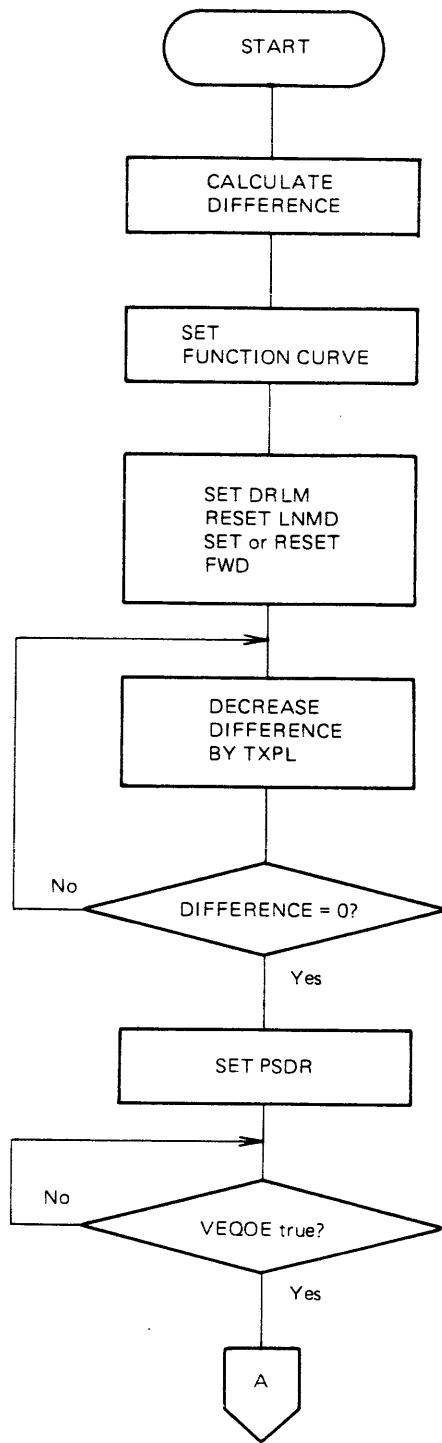 START
CALCULATE
DIFFERENCE
SET
FUNCTION CURVE
SET DRLM
RESET LNMD
SET or RESET
FWD
DECREASE
DIFFERENCE
BY TXPL
No
DIFFERENCE = 0?
Yes
SET PSDR
No
VEQOE true?
Yes
A